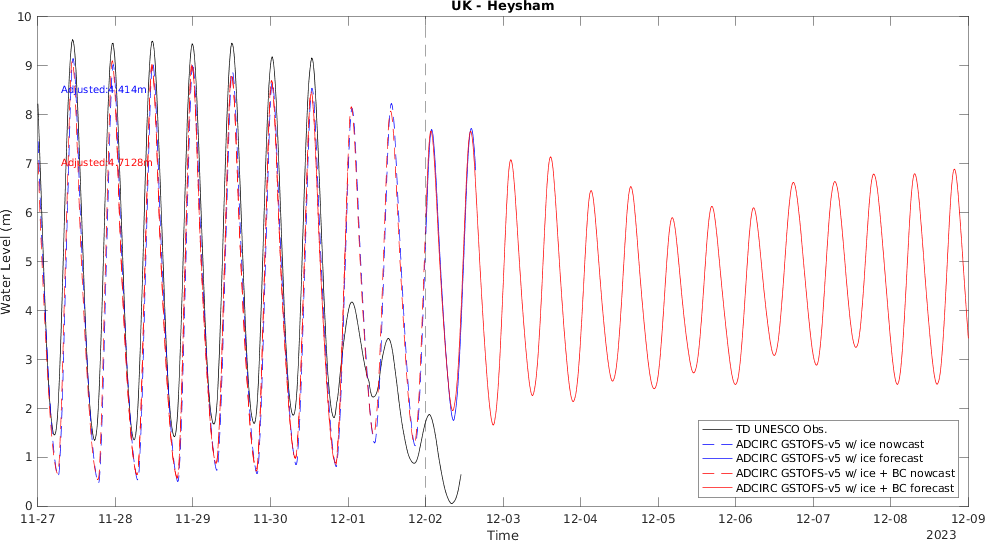 UK - Heysham
10
9
8
7
6
5
4
3
2
1
0
Water Level (m)
Adjusted:4.414m
Adjusted:4.7128m
TD UNESCO Obs.
ADCIRC GSTOFS-v5 w/ ice nowcast
ADCIRC GSTOFS-v5 w/ ice forecast
ADCIRC GSTOFS-v5 w/ ice + BC nowcast
ADCIRC GSTOFS-v5 w/ ice + BC forecast
11-27 11-28 11-29 11-30 12-01 12-02 12-03 12-04 12-05 12-06 12-07 12-08 12-09
Time
2023